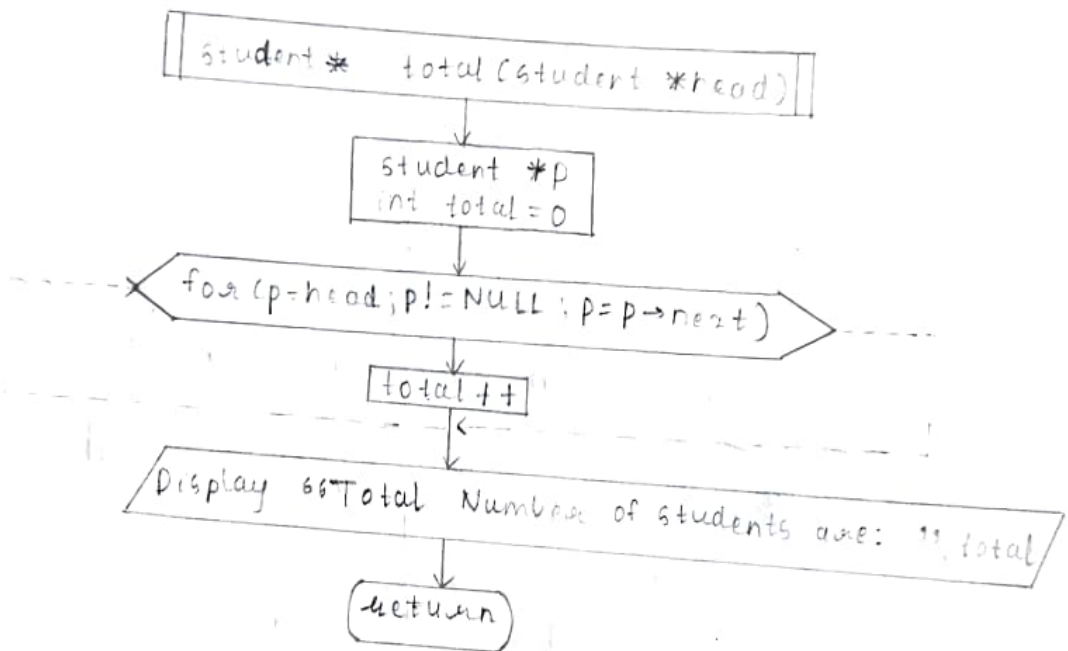 student * total (student *head)
student *p
int total = 0
for (p=head; p!=NULL; p=p→next)
total ++
Display “Total Number of students are: ”, total
return